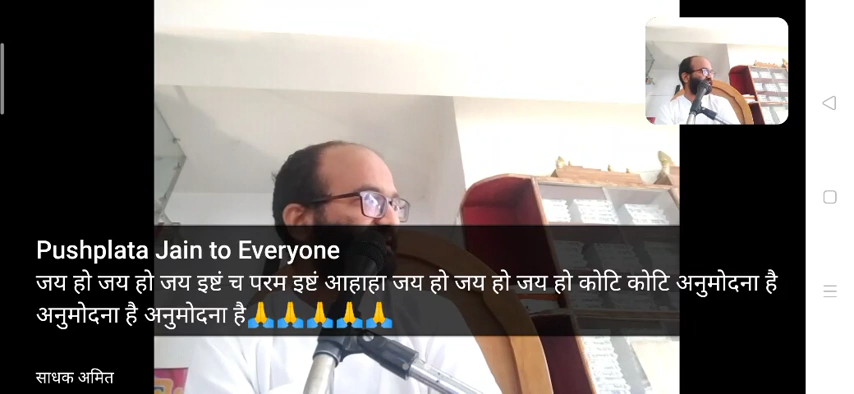 Pushplata Jain to Everyone
जय हो जय हो जय इष्टं च परम इष्टं आहाहा जय हो जय हो जय हो कोटि कोटि अनुमोदना है
अनुमोदना है अनुमोदना है🙏🙏🙏🙏🙏
साधक अमित